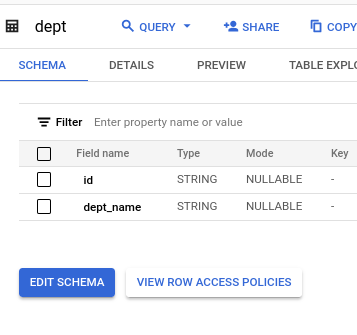 dept QUERY SHARE COPY
SCHEMA DETAILS PREVIEW TABLE EXPLO
Filter Enter property name or value
Field name Type Mode Key
id STRING NULLABLE -
dept_name STRING NULLABLE -
EDIT SCHEMA VIEW ROW ACCESS POLICIES